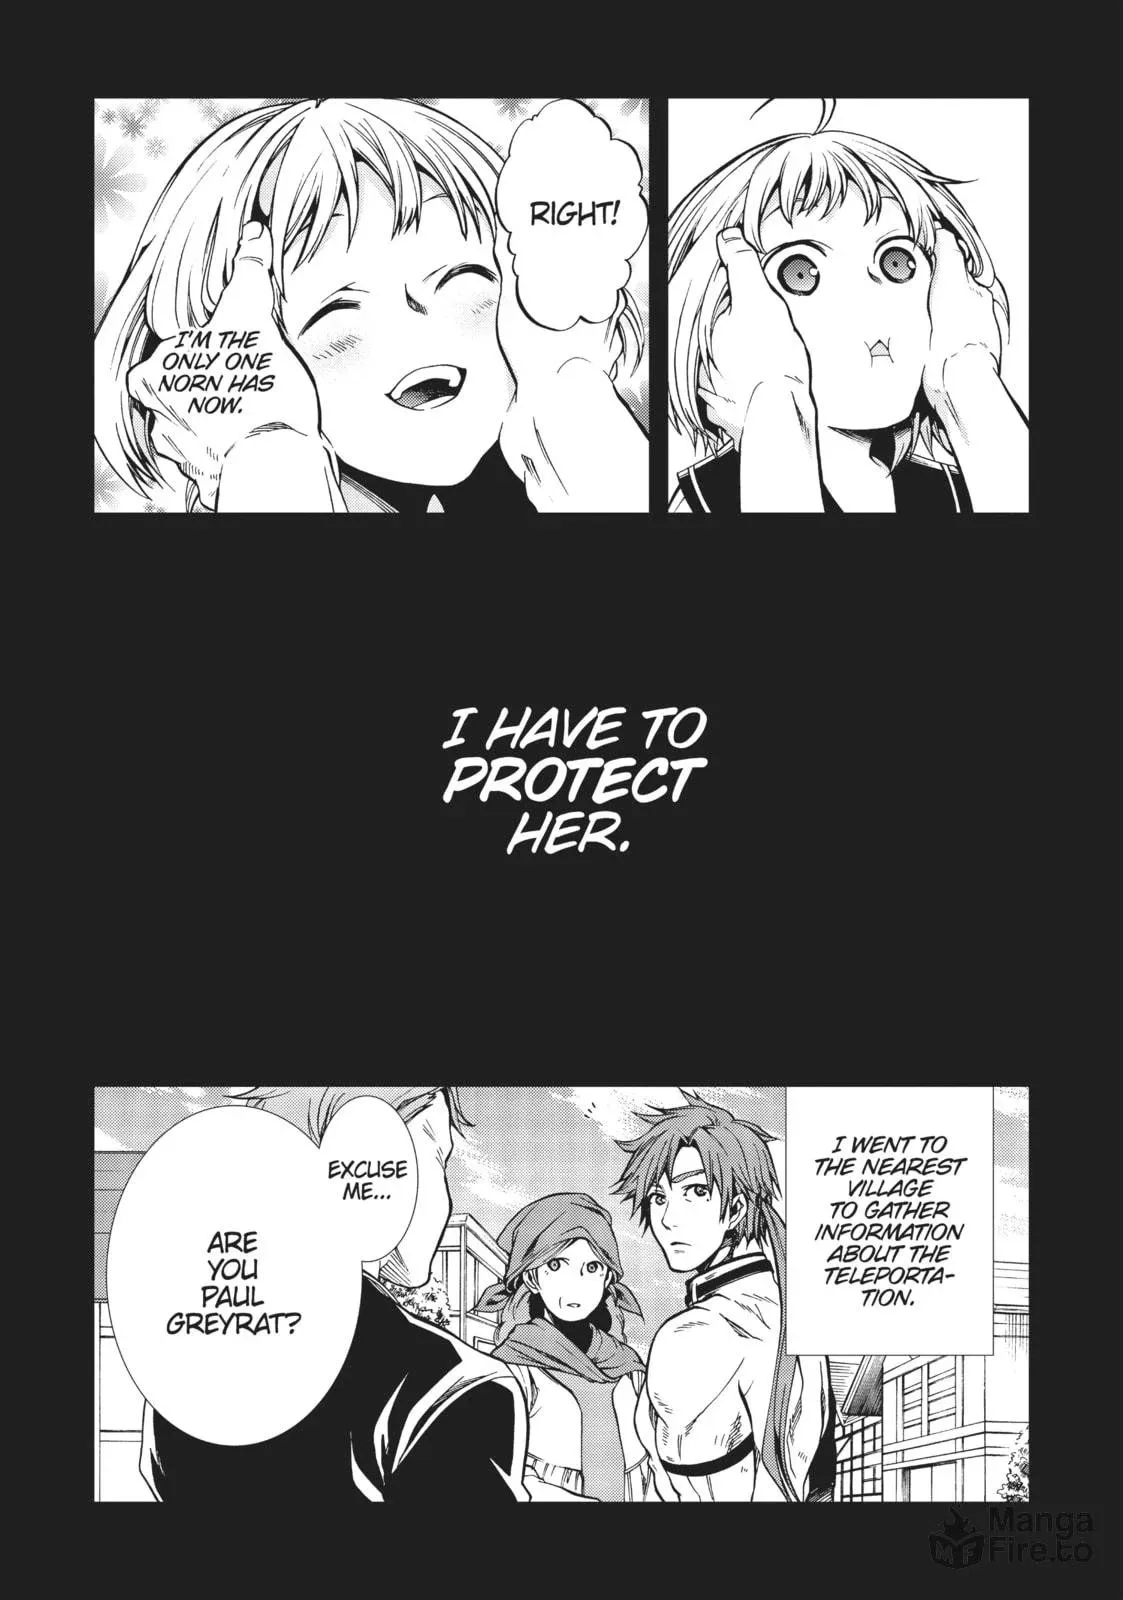 RIGHT!
I'M THE
ONLY ONE
NORN HAS
NOW.
I HAVE TO
PROTECT
HER.
I WENT TO
THE NEAREST
VILLAGE
TO GATHER
INFORMATION
ABOUT THE
TELEPORTA-
TION.
EXCUSE
ME...
ARE
YOU
PAUL
GREYRAT?
MF
Manga
Fire.to